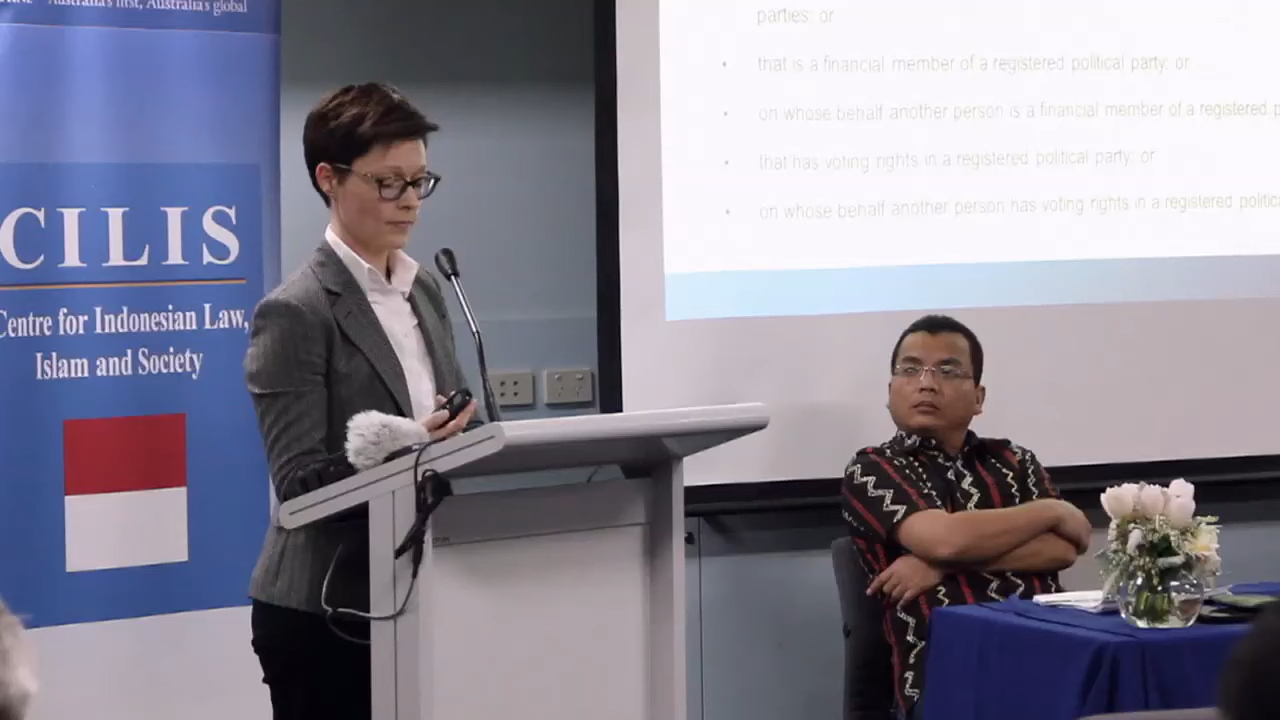 Australia's first, Australia's global
CILIS
Centre for Indonesian Law,
Islam and Society
parties; or
• that is a financial member of a registered political party; or
• on whose behalf another person is a financial member of a registered
• that has voting rights in a registered political party; or
• on whose behalf another person has voting rights in a registered